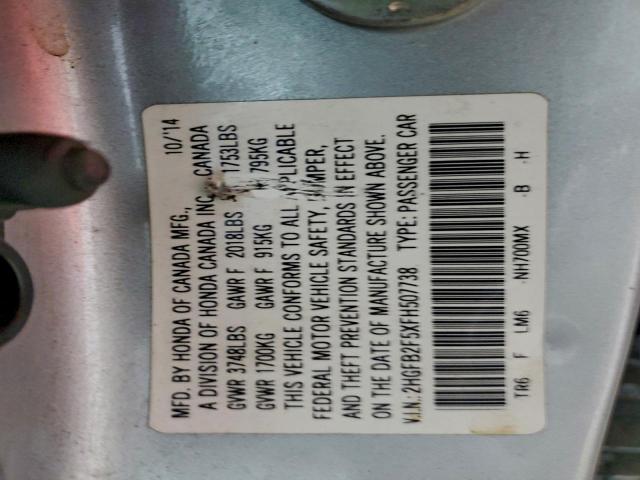 MFD. BY HONDA OF CANADA MFG., 10/'14
A DIVISION OF HONDA CANADA INC., CANADA
GVWR 3748LBS GAWR F 2018LBS 1753LBS
GVWR 1700KG GAWR F 915KG 795KG
THIS VEHICLE CONFORMS TO ALL APPLICABLE
FEDERAL MOTOR VEHICLE SAFETY, BUMPER,
AND THEFT PREVENTION STANDARDS IN EFFECT
ON THE DATE OF MANUFACTURE SHOWN ABOVE.
V.I.N.: 2HGFB2F5XFH507738 TYPE: PASSENGER CAR
TR6 F LM6 -NH700MX -B -H